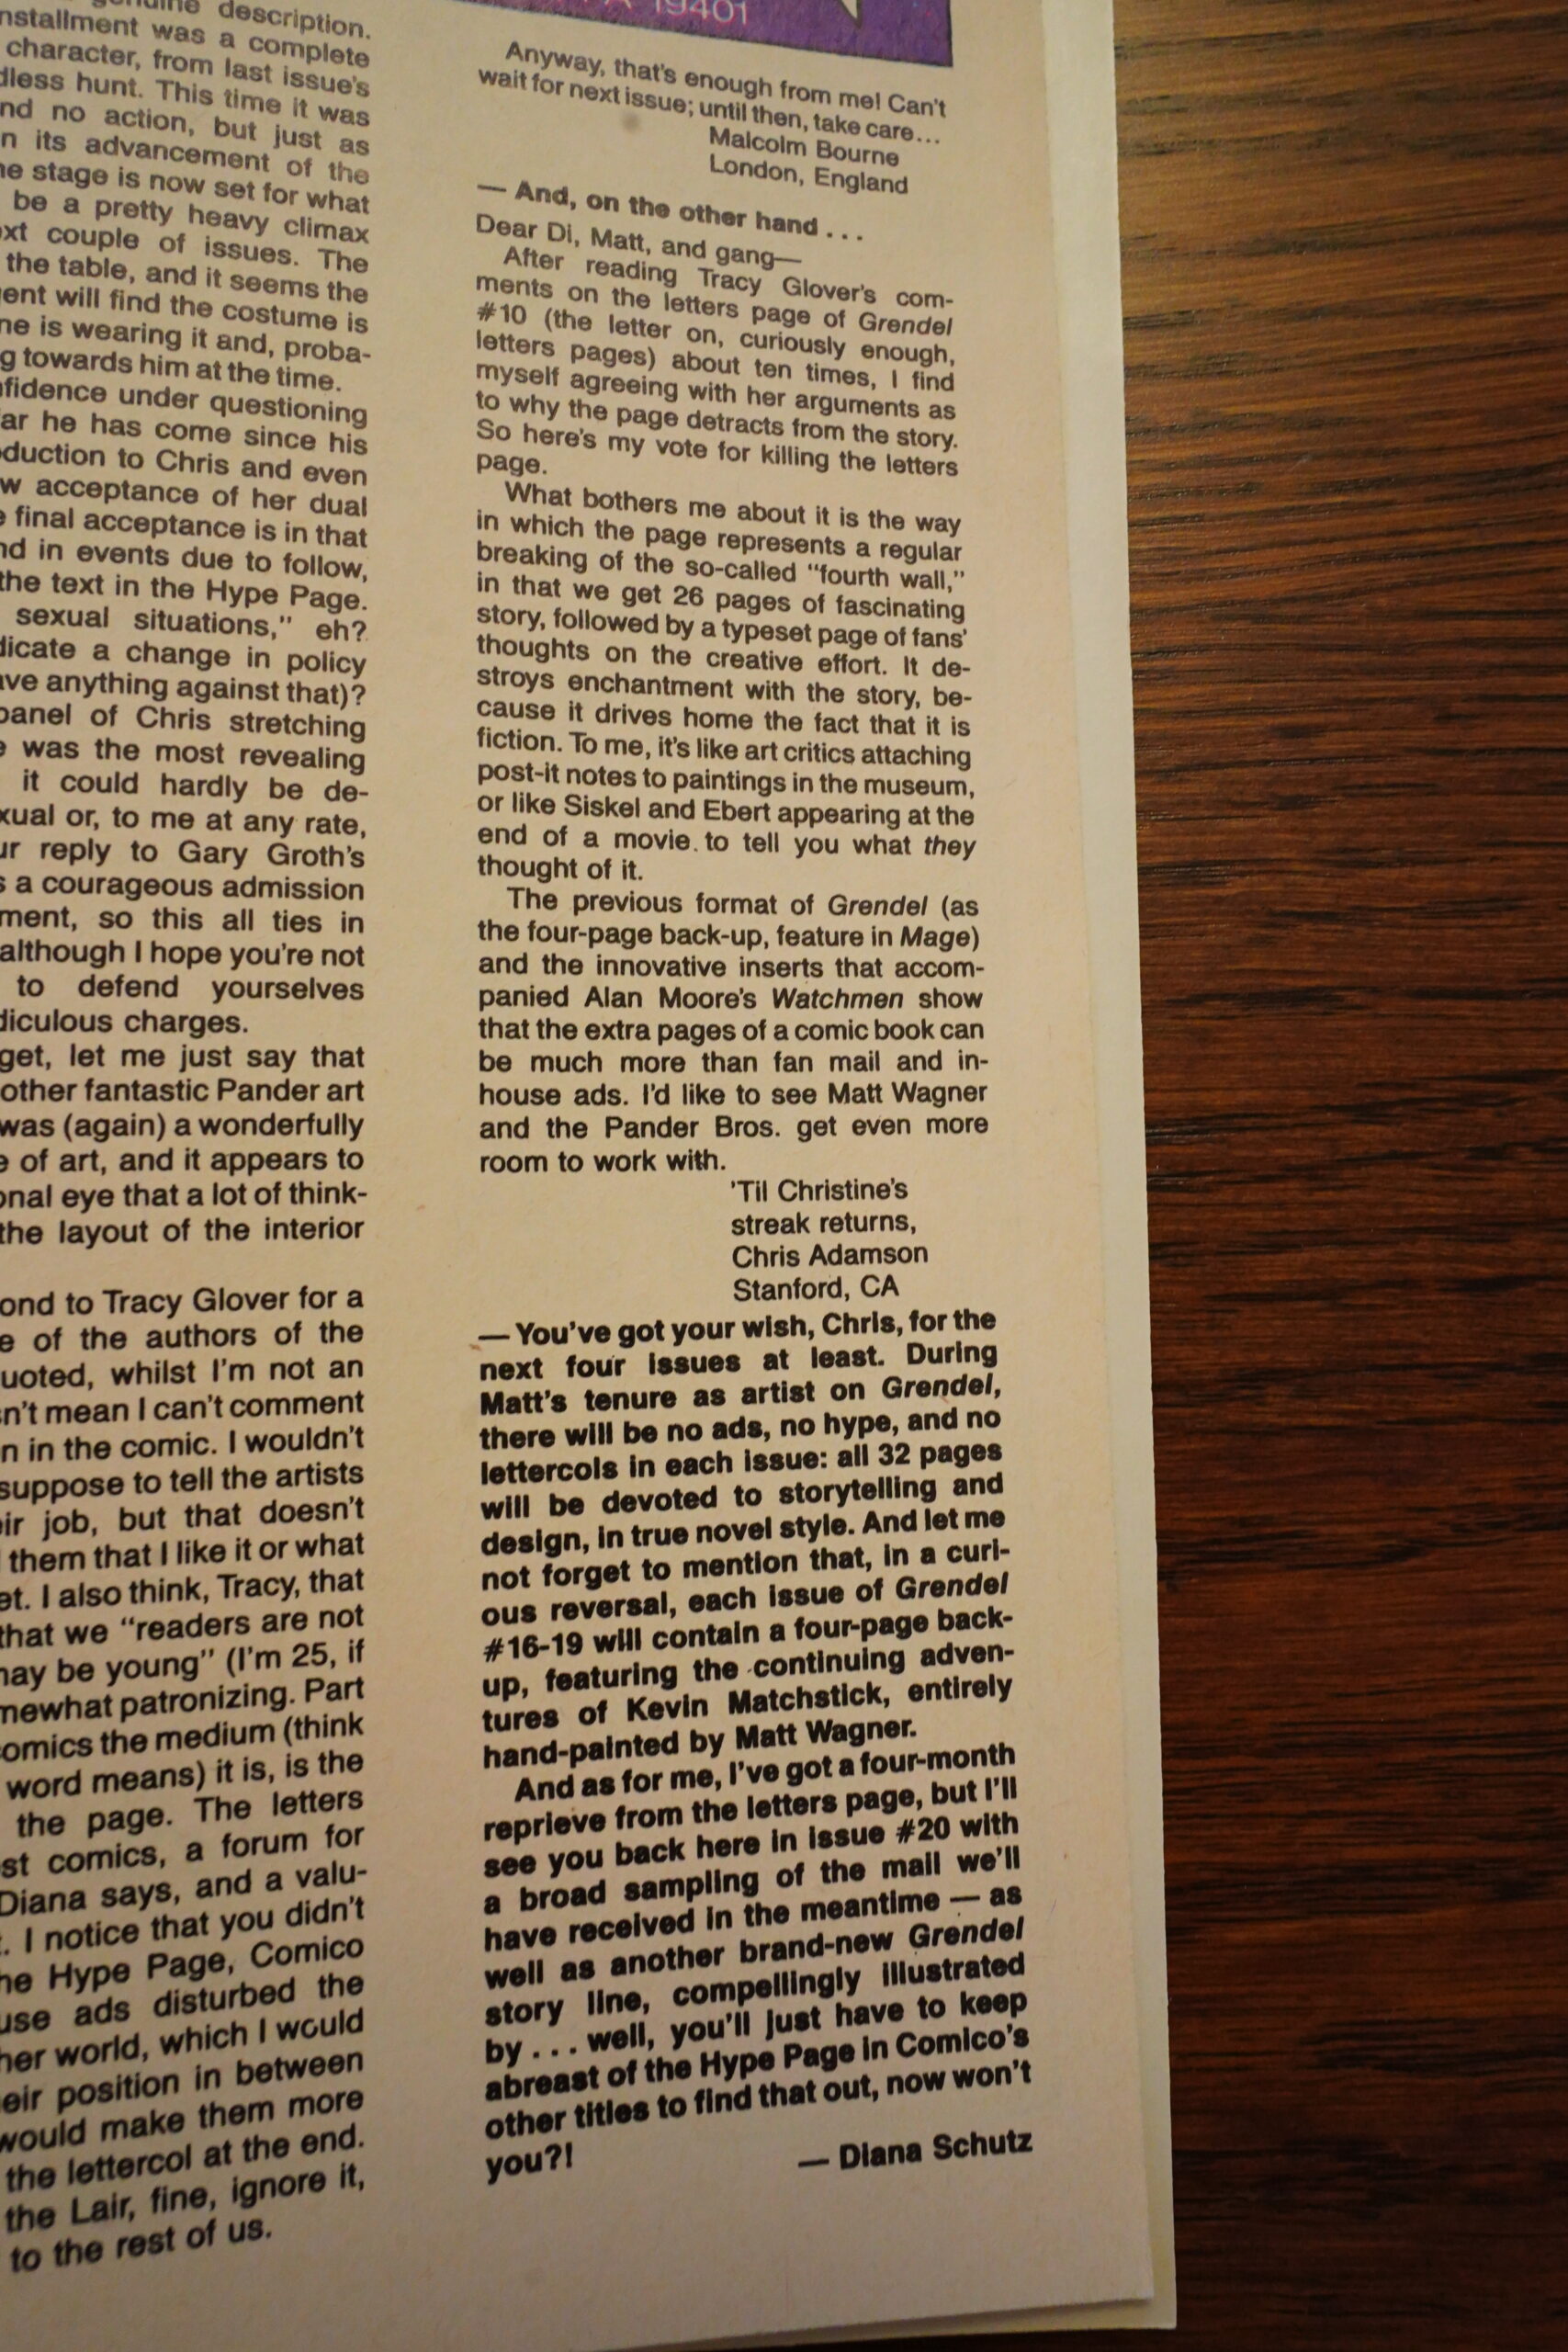 genuine description.
nstallment was a complete
character, from last issue's
dless hunt. This time it was
nd no action, but just as
n its advancement of the
ne stage is now set for what
be a pretty heavy climax
ext couple of issues. The
the table, and it seems the
ent will find the costume is
ne is wearing it and, proba-
g towards him at the time.
nfidence under questioning
ar he has come since his
oduction to Chris and even
w acceptance of her dual
e final acceptance is in that
nd in events due to follow,
the text in the Hype Page.
sexual situations," eh?
dicate a change in policy
ave anything against that)?
panel of Chris stretching
e was the most revealing
it could hardly be de-
xual or, to me at any rate,
ur reply to Gary Groth's
s a courageous admission
ment, so this all ties in
although I hope you're not
to defend yourselves
diculous charges.
get, let me just say that
other fantastic Pander art
was (again) a wonderfully
e of art, and it appears to
onal eye that a lot of think-
the layout of the interior
ond to Tracy Glover for a
e of the authors of the
uoted, whilst I'm not an
sn't mean I can't comment
n in the comic. I wouldn't
suppose to tell the artists
eir job, but that doesn't
them that I like it or what
et. I also think, Tracy, that
that we "readers are not
may be young" (I'm 25, if
mewhat patronizing. Part
comics the medium (think
word means) it is, is the
the page. The letters
st comics, a forum for
Diana says, and a valu-
. I notice that you didn't
he Hype Page, Comico
use ads disturbed the
her world, which I would
eir position in between
would make them more
the lettercol at the end.
the Lair, fine, ignore it,
to the rest of us.
PA 19401
Anyway, that's enough from me! Can't
wait for next issue; until then, take care...
Malcolm Bourne
London, England
— And, on the other hand . . .
Dear Di, Matt, and gang—
After reading Tracy Glover's com-
ments on the letters page of Grendel
#10 (the letter on, curiously enough,
letters pages) about ten times, I find
myself agreeing with her arguments as
to why the page detracts from the story.
So here's my vote for killing the letters
page.
What bothers me about it is the way
in which the page represents a regular
breaking of the so-called "fourth wall,"
in that we get 26 pages of fascinating
story, followed by a typeset page of fans'
thoughts on the creative effort. It de-
stroys enchantment with the story, be-
cause it drives home the fact that it is
fiction. To me, it's like art critics attaching
post-it notes to paintings in the museum,
or like Siskel and Ebert appearing at the
end of a movie to tell you what they
thought of it.
The previous format of Grendel (as
the four-page back-up, feature in Mage)
and the innovative inserts that accom-
panied Alan Moore's Watchmen show
that the extra pages of a comic book can
be much more than fan mail and in-
house ads. I'd like to see Matt Wagner
and the Pander Bros. get even more
room to work with.
'Til Christine's
streak returns,
Chris Adamson
Stanford, CA
— You've got your wish, Chris, for the
next four issues at least. During
Matt's tenure as artist on Grendel,
there will be no ads, no hype, and no
lettercols in each issue: all 32 pages
will be devoted to storytelling and
design, in true novel style. And let me
not forget to mention that, in a curi-
ous reversal, each issue of Grendel
#16-19 will contain a four-page back-
up, featuring the continuing adven-
tures of Kevin Matchstick, entirely
hand-painted by Matt Wagner.
And as for me, I've got a four-month
reprieve from the letters page, but I'll
see you back here in issue #20 with
a broad sampling of the mail we'll
have received in the meantime — as
well as another brand-new Grendel
story line, compellingly illustrated
by . . . well, you'll just have to keep
abreast of the Hype Page in Comico's
other titles to find that out, now won't
you?!
— Diana Schutz